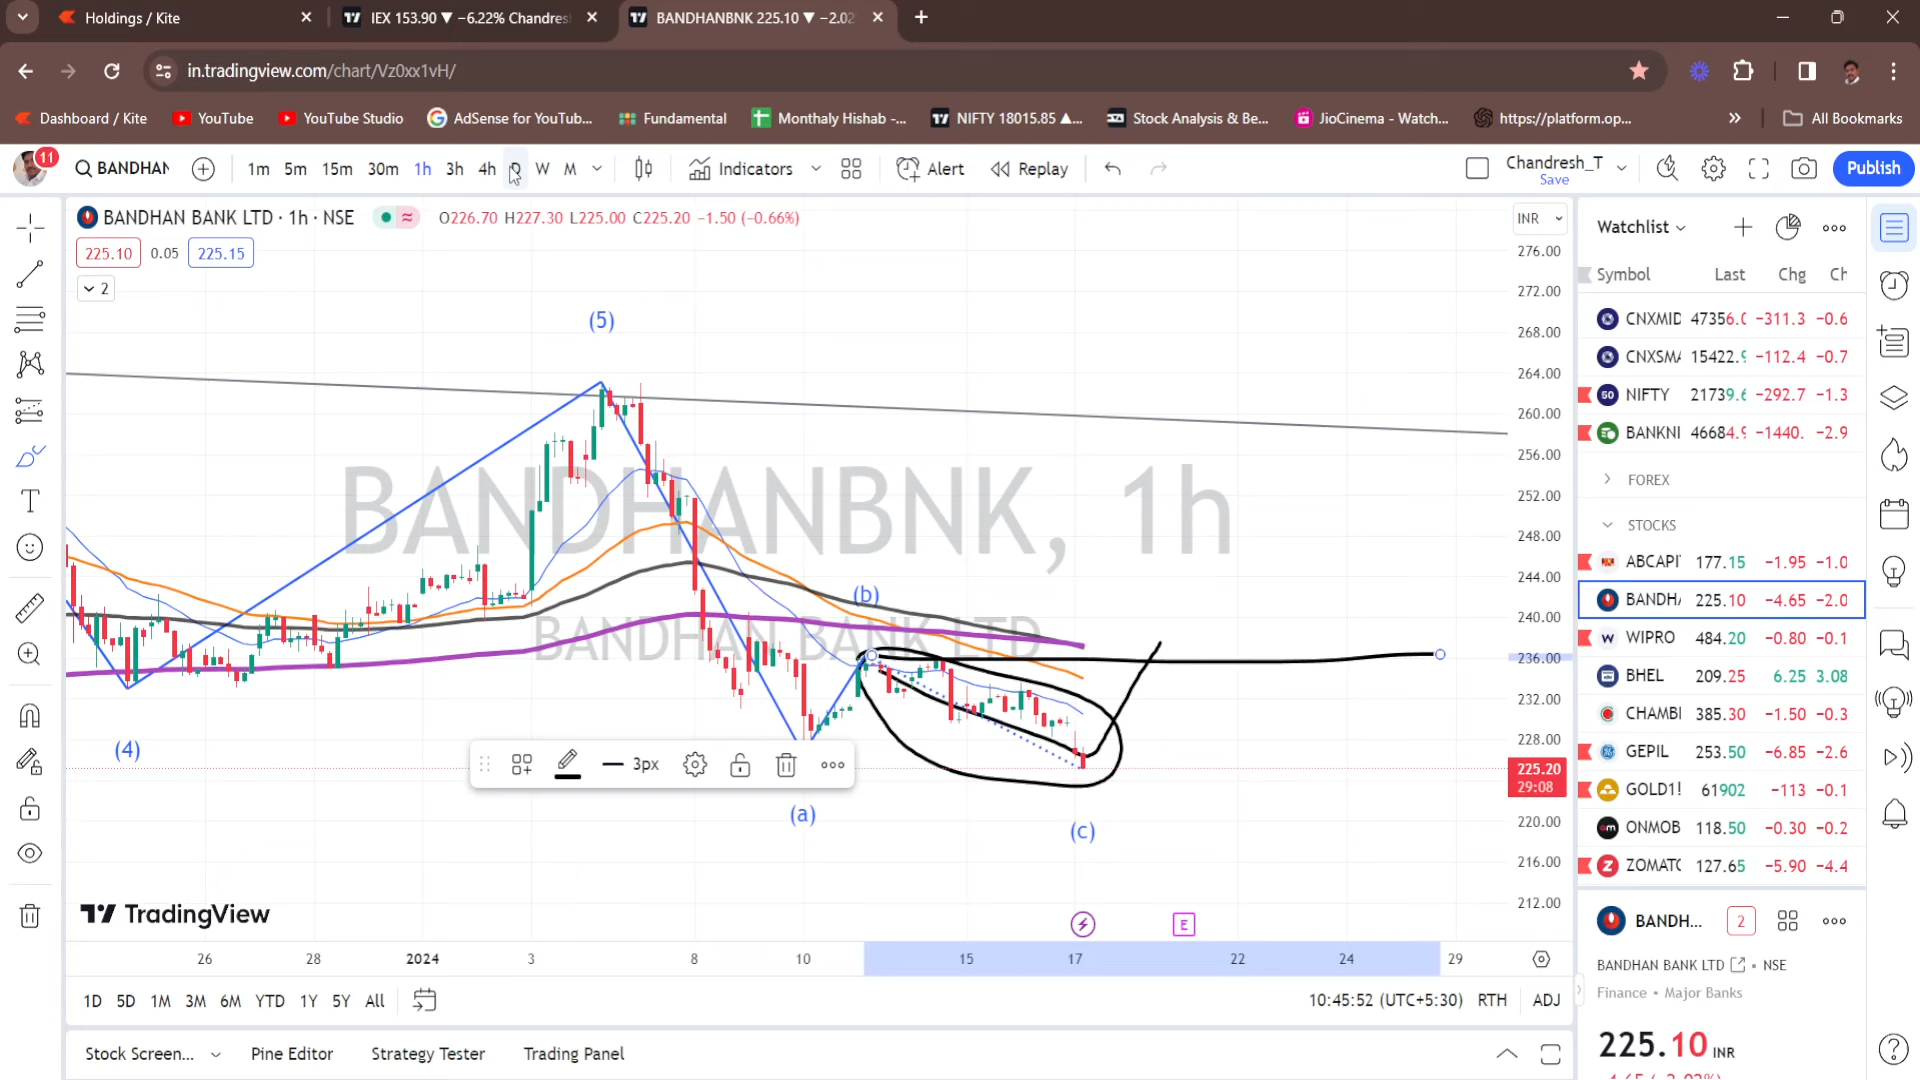 Holdings / Kite
IEX 153.90 ▼ −6.22% Chandres
BANDHANBNK 225.10 ▼ −2.02
in.tradingview.com/chart/Vz0xx1vH/
Dashboard / Kite YouTube YouTube Studio AdSense for YouTub... Fundamental Monthaly Hishab -... NIFTY 18015.85 ▲... Stock Analysis & Be... JioCinema - Watch... https://platform.op... » All Bookmarks
11
BANDHAN 1m 5m 15m 30m 1h 3h 4h D W M Indicators Alert Replay Chandresh_T Publish
Save
BANDHAN BANK LTD · 1h · NSE O226.70 H227.30 L225.00 C225.20 −1.50 (−0.66%) INR
225.10 0.05 225.15
2
276.00
272.00
268.00
264.00
260.00
256.00
252.00
248.00
244.00
240.00
236.00
232.00
228.00
225.20
29:08
220.00
216.00
212.00
(5)
BANDHANBNK, 1h
(b)
BANDHAN BANK LTD
(4)
3px
(a)
(c)
TradingView
E
26 28 2024 3 8 10 15 17 22 24 29
1D 5D 1M 3M 6M YTD 1Y 5Y All 10:45:52 (UTC+5:30) RTH ADJ
Stock Screen... Pine Editor Strategy Tester Trading Panel
Watchlist
Symbol Last Chg Ch
CNXMID 47356.0 −311.3 −0.6
CNXSMA 15422.9 −112.4 −0.7
50 NIFTY 21739.6 −292.7 −1.3
BANKNI 46684.9 −1440. −2.9
FOREX
STOCKS
ABCAPI 177.15 −1.95 −1.0
BANDHA 225.10 −4.65 −2.0
W WIPRO 484.20 −0.80 −0.1
BHEL 209.25 6.25 3.08
CHAMBI 385.30 −1.50 −0.3
GEPIL 253.50 −6.85 −2.6
GOLD1! 61902 −113 −0.1
om ONMOB 118.50 −0.30 −0.2
Z ZOMATO 127.65 −5.90 −4.4
BANDH... 2
BANDHAN BANK LTD • NSE
Finance • Major Banks
225.10 INR